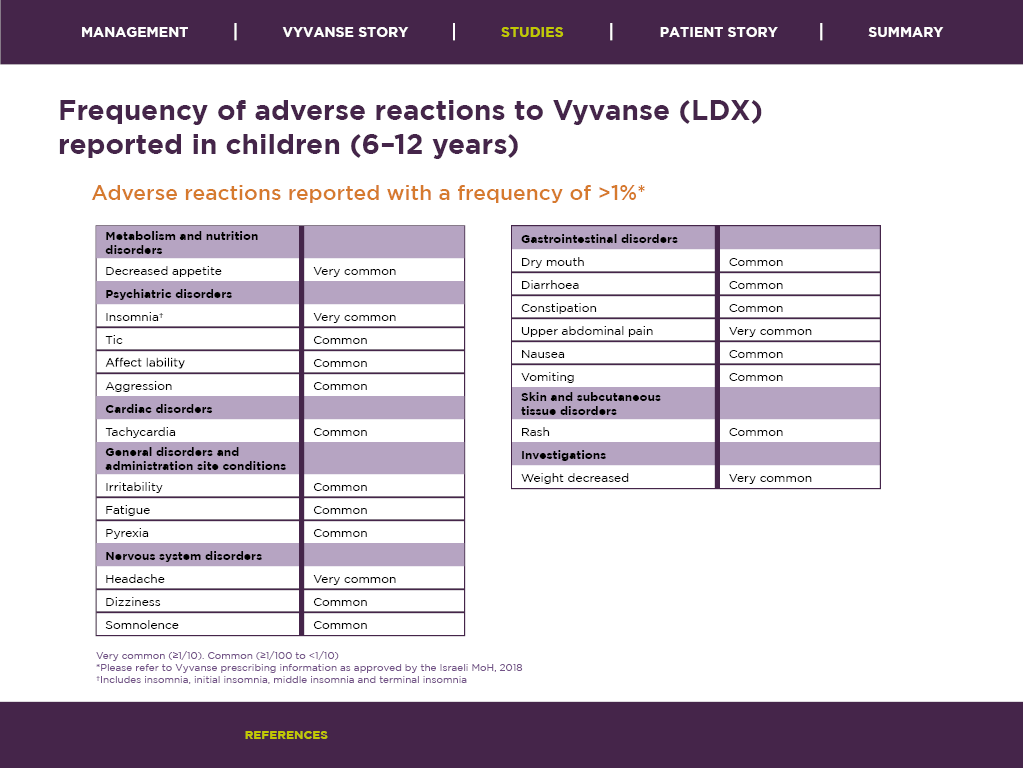 MANAGEMENT | VYVANSE STORY | STUDIES | PATIENT STORY | SUMMARY
Frequency of adverse reactions to Vyvanse (LDX)
reported in children (6–12 years)
Adverse reactions reported with a frequency of >1%*
Metabolism and nutrition
disorders
Decreased appetite Very common
Psychiatric disorders
Insomnia† Very common
Tic Common
Affect lability Common
Aggression Common
Cardiac disorders
Tachycardia Common
General disorders and
administration site conditions
Irritability Common
Fatigue Common
Pyrexia Common
Nervous system disorders
Headache Very common
Dizziness Common
Somnolence Common
Gastrointestinal disorders
Dry mouth Common
Diarrhoea Common
Constipation Common
Upper abdominal pain Very common
Nausea Common
Vomiting Common
Skin and subcutaneous
tissue disorders
Rash Common
Investigations
Weight decreased Very common
Very common (≥1/10). Common (≥1/100 to <1/10)
*Please refer to Vyvanse prescribing information as approved by the Israeli MoH, 2018
†Includes insomnia, initial insomnia, middle insomnia and terminal insomnia
REFERENCES